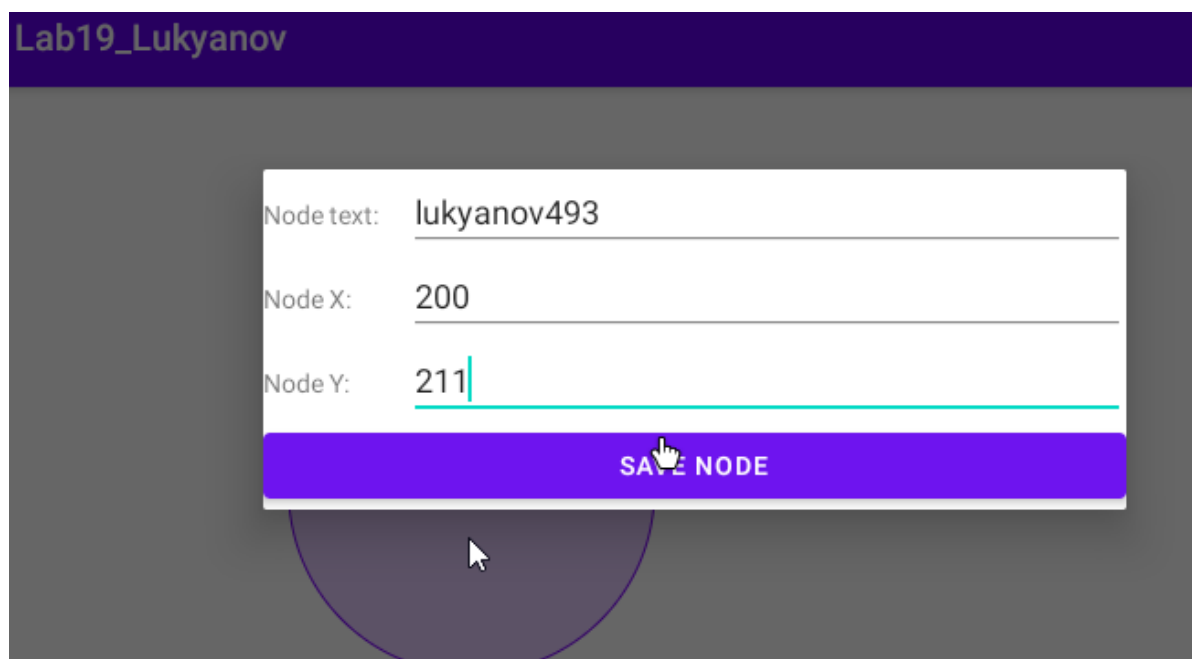 Lab19_Lukyanov
Node text: lukyanov493
Node X: 200
Node Y: 211
SAVE NODE